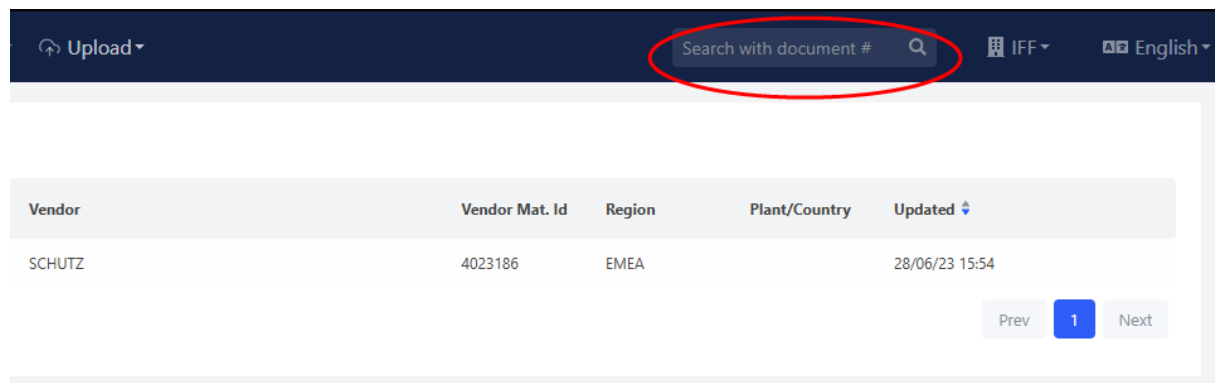 Upload Search with document # IFF English
Vendor Vendor Mat. Id Region Plant/Country Updated
SCHUTZ 4023186 EMEA 28/06/23 15:54
Prev 1 Next